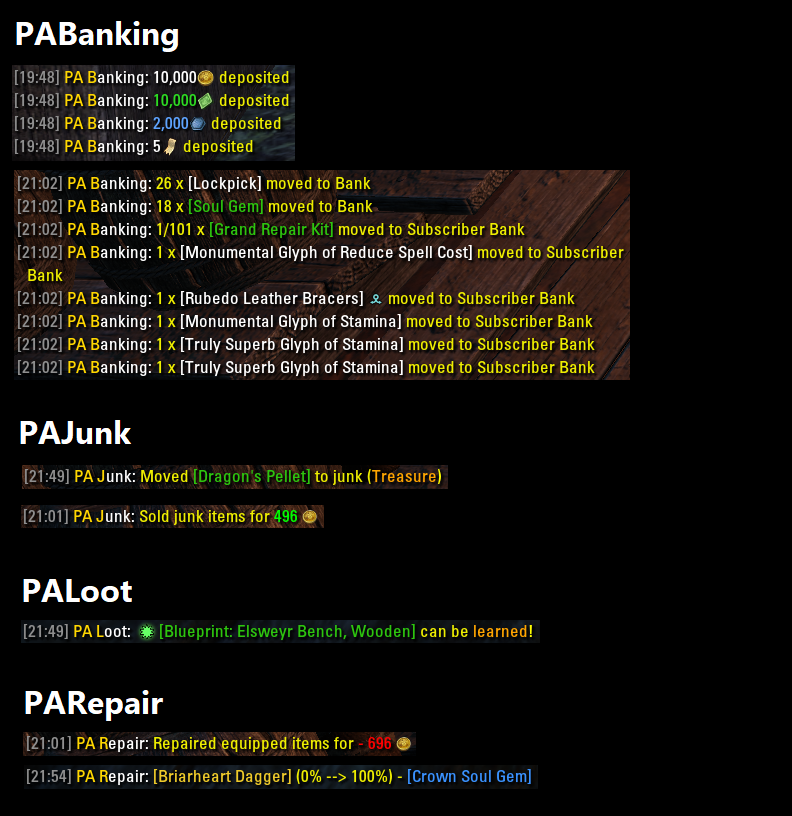 PABanking
[19:48] PA Banking: 10,000 deposited
[19:48] PA Banking: 10,000 deposited
[19:48] PA Banking: 2,000 deposited
[19:48] PA Banking: 5 deposited
[21:02] PA Banking: 26 x [Lockpick] moved to Bank
[21:02] PA Banking: 18 x [Soul Gem] moved to Bank
[21:02] PA Banking: 1/101 x [Grand Repair Kit] moved to Subscriber Bank
[21:02] PA Banking: 1 x [Monumental Glyph of Reduce Spell Cost] moved to Subscriber
Bank
[21:02] PA Banking: 1 x [Rubedo Leather Bracers] moved to Subscriber Bank
[21:02] PA Banking: 1 x [Monumental Glyph of Stamina] moved to Subscriber Bank
[21:02] PA Banking: 1 x [Truly Superb Glyph of Stamina] moved to Subscriber Bank
[21:02] PA Banking: 1 x [Truly Superb Glyph of Stamina] moved to Subscriber Bank
PAJunk
[21:49] PA Junk: Moved [Dragon's Pellet] to junk (Treasure)
[21:01] PA Junk: Sold junk items for 496
PALoot
[21:49] PA Loot: [Blueprint: Elsweyr Bench, Wooden] can be learned!
PARepair
[21:01] PA Repair: Repaired equipped items for - 696
[21:54] PA Repair: [Briarheart Dagger] (0% --> 100%) - [Crown Soul Gem]